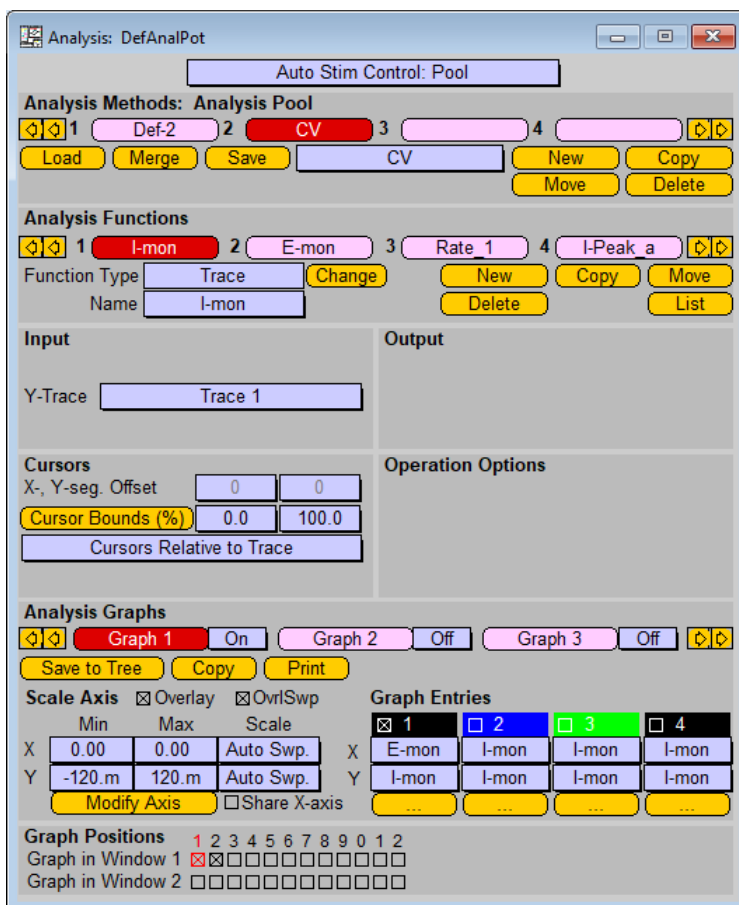 Analysis: DefAnalPot
Auto Stim Control: Pool
Analysis Methods: Analysis Pool
1 Def-2 2 CV 3 4
Load Merge Save CV New Copy
Move Delete
Analysis Functions
1 I-mon 2 E-mon 3 Rate_1 4 I-Peak_a
Function Type Trace Change New Copy Move
Name I-mon Delete List
Input Output
Y-Trace Trace 1
Cursors Operation Options
X-, Y-seg. Offset 0 0
Cursor Bounds (%) 0.0 100.0
Cursors Relative to Trace
Analysis Graphs
Graph 1 On Graph 2 Off Graph 3 Off
Save to Tree Copy Print
Scale Axis Overlay OvrlSwp Graph Entries
Min Max Scale 1 2 3 4
X 0.00 0.00 Auto Swp. X E-mon I-mon I-mon I-mon
Y -120.m 120.m Auto Swp. Y I-mon I-mon I-mon I-mon
Modify Axis Share X-axis ... ... ... ...
Graph Positions 1 2 3 4 5 6 7 8 9 0 1 2
Graph in Window 1
Graph in Window 2